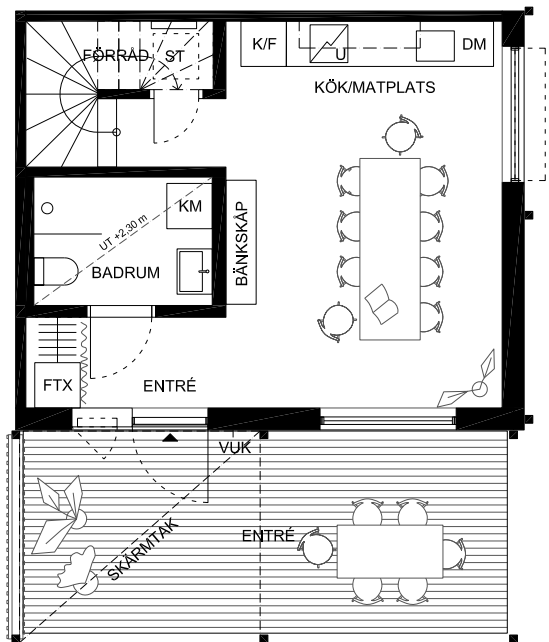 K/F
U
DM
FÖRRÅD
ST
KÖK/MATPLATS
KM
UT +2,30 m
BADRUM
BÄNKSKÅP
FTX
ENTRÉ
VUK
SKÄRMTAK
ENTRÉ